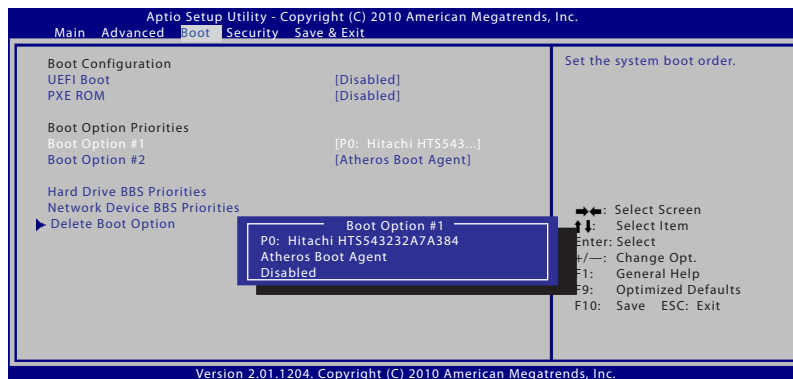 Aptio Setup Utility - Copyright (C) 2010 American Megatrends, Inc.
Main Advanced Boot Security Save & Exit
Boot Configuration
UEFI Boot [Disabled]
PXE ROM [Disabled]
Boot Option Priorities
Boot Option #1 [P0: Hitachi HTS543...]
Boot Option #2 [Atheros Boot Agent]
Hard Drive BBS Priorities
Network Device BBS Priorities
Delete Boot Option
Boot Option #1
P0: Hitachi HTS543232A7A384
Atheros Boot Agent
Disabled
Set the system boot order.
→←: Select Screen
↑↓: Select Item
Enter: Select
+/—: Change Opt.
F1: General Help
F9: Optimized Defaults
F10: Save ESC: Exit
Version 2.01.1204. Copyright (C) 2010 American Megatrends, Inc.